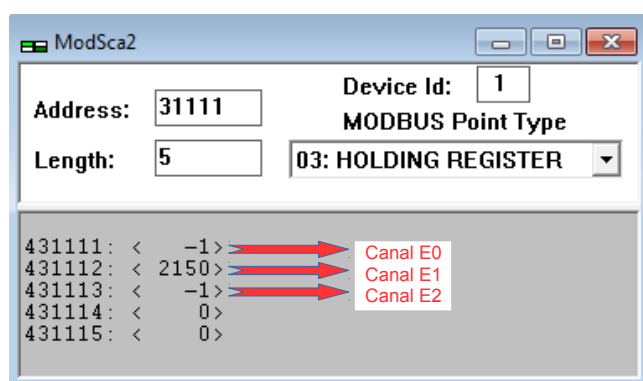 ModSca2
Device Id: 1
Address: 31111
MODBUS Point Type
Length: 5
03: HOLDING REGISTER
431111: < -1> Canal E0
431112: < 2150> Canal E1
431113: < -1> Canal E2
431114: < 0>
431115: < 0>